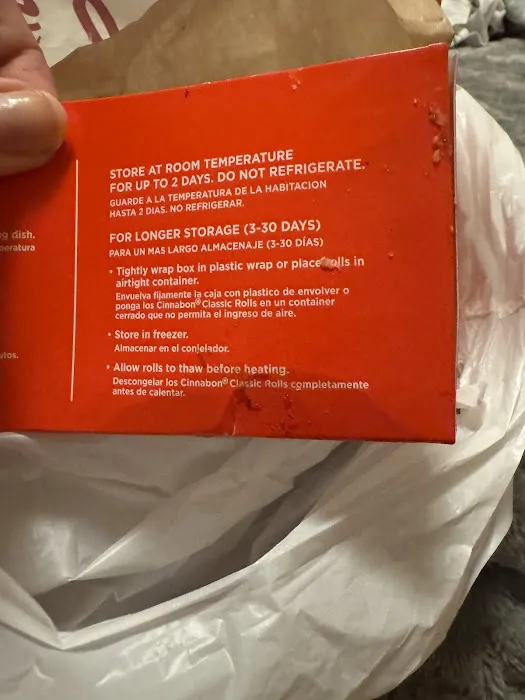 g dish.
peratura
utos.
STORE AT ROOM TEMPERATURE
FOR UP TO 2 DAYS. DO NOT REFRIGERATE.
GUARDE A LA TEMPERATURA DE LA HABITACION
HASTA 2 DIAS. NO REFRIGERAR.
FOR LONGER STORAGE (3-30 DAYS)
PARA UN MAS LARGO ALMACENAJE (3-30 DÍAS)
• Tightly wrap box in plastic wrap or place rolls in
airtight container.
Envuelva fijamente la caja con plastico de envolver o
ponga los Cinnabon® Classic Rolls en un container
cerrado que no permita el ingreso de aire.
• Store in freezer.
Almacenar en el conjelador.
• Allow rolls to thaw before heating.
Descongelar los Cinnabon® Classic Rolls completamente
antes de calentar.